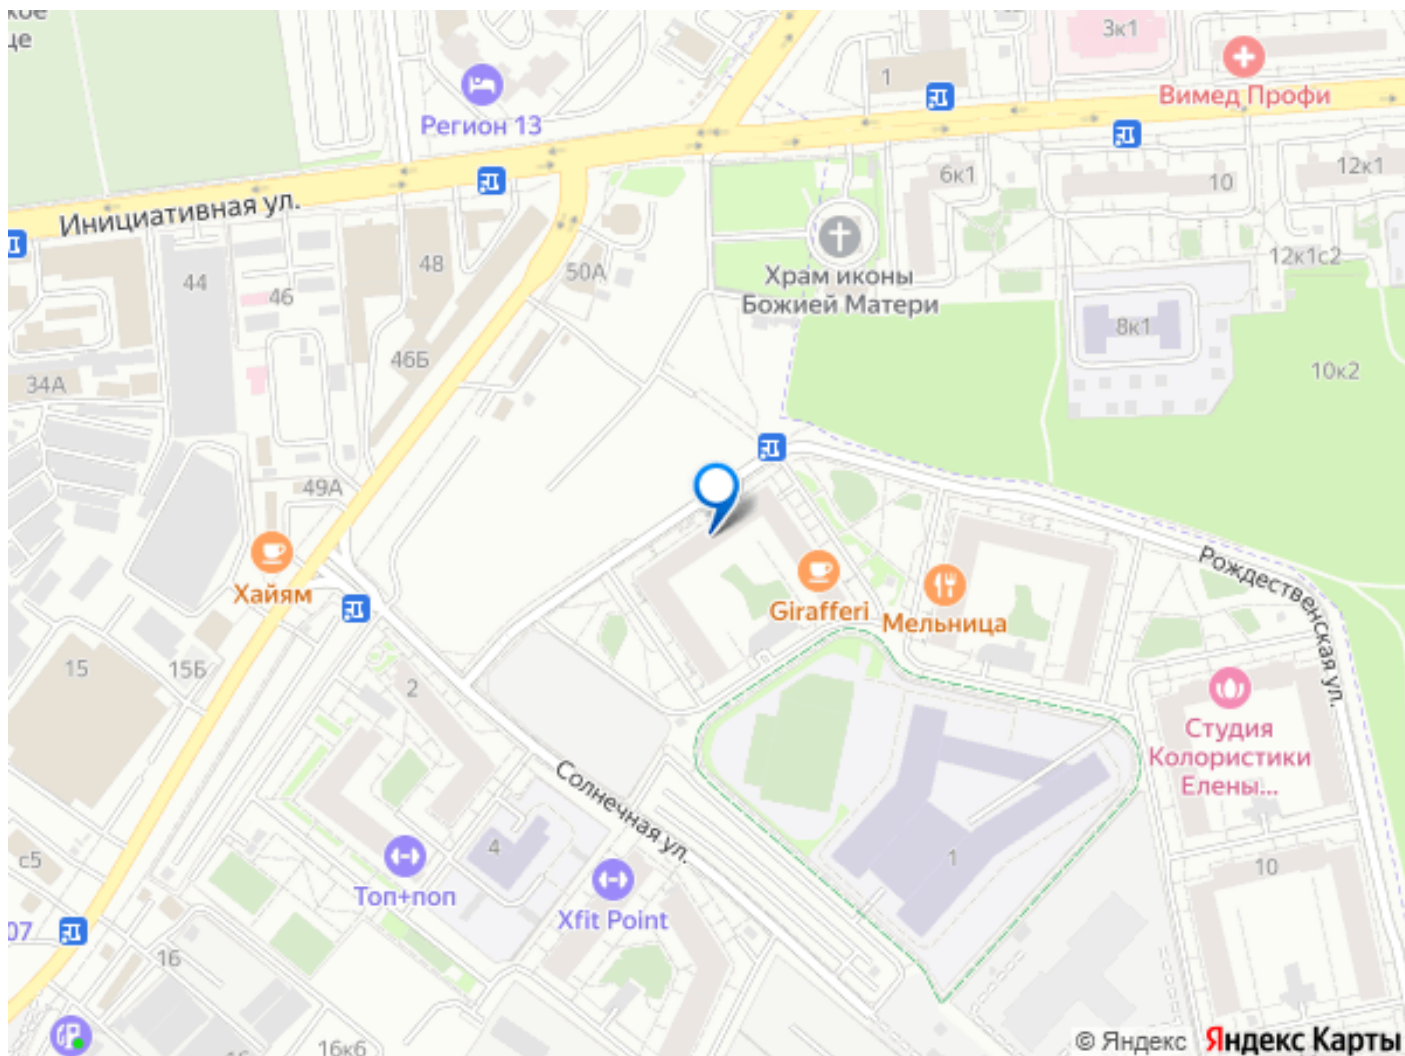 кое
це
Регион 13
1
3к1
Вимед Профи
Инициативная ул.
44
46
48
50А
46Б
34А
6к1
10
12к1
12к1с2
Храм иконы
Божией Матери
8к1
10к2
49А
Хайям
15
15Б
2
Girafferi
Мельница
Рождественская ул.
Студия
Колористики
Елены...
Солнечная ул.
4
Топ+поп
Xfit Point
1
10
с5
07
16
16к6
© Яндекс Яндекс Карты